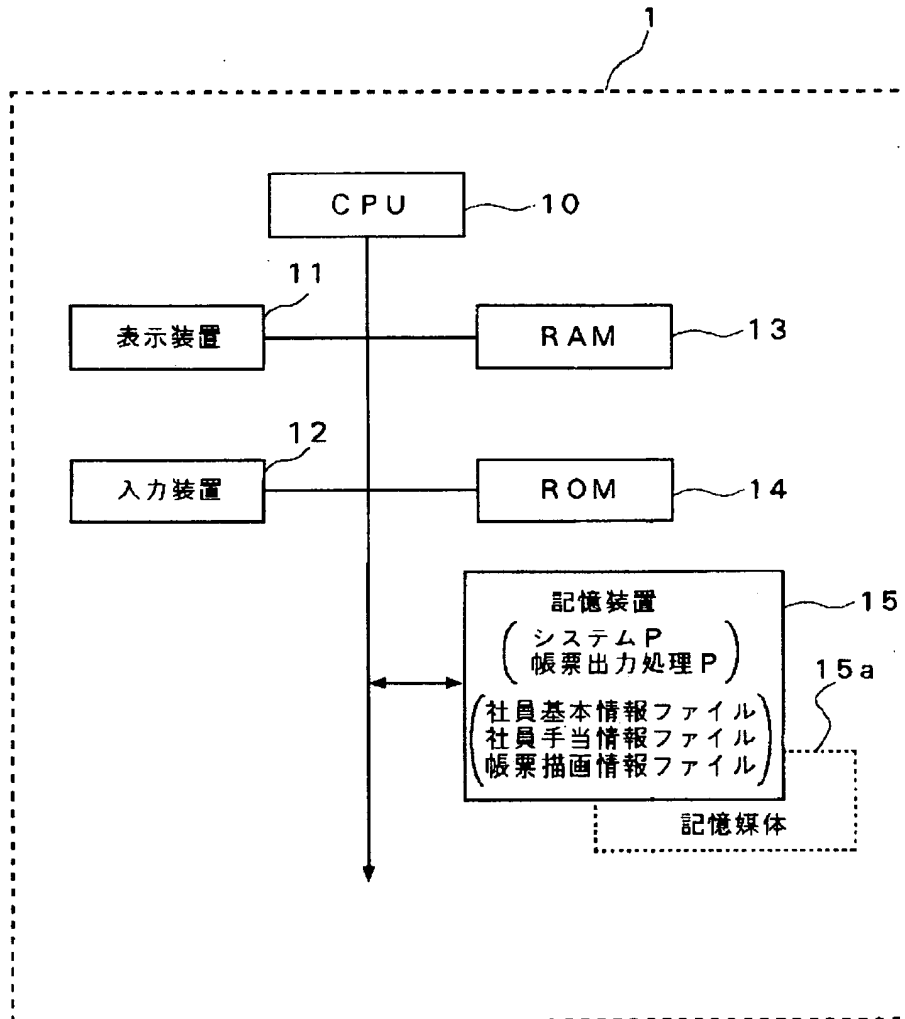 1
CPU
10
11
表示装置
RAM
13
12
入力装置
ROM
14
記憶装置
15
システムP
帳票出力処理P
15a
社員基本情報ファイル
社員手当情報ファイル
帳票描画情報ファイル
記憶媒体